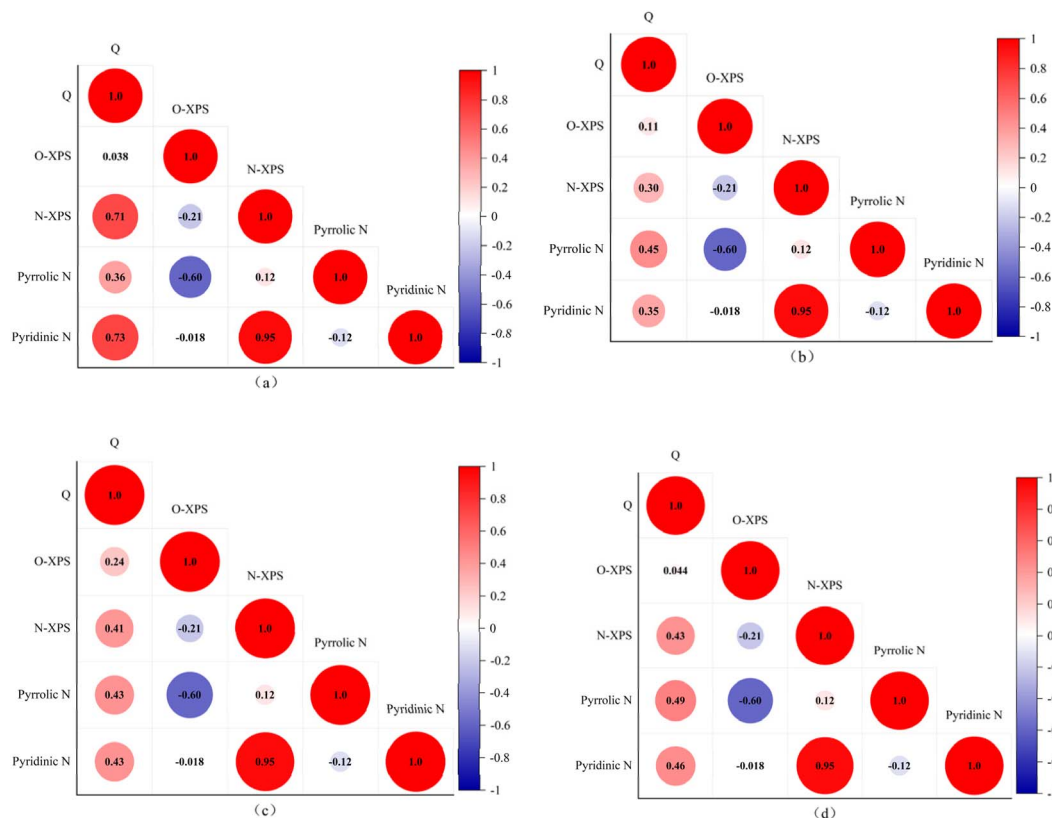 Q
Q 1.0 O-XPS
O-XPS 0.038 1.0 N-XPS
N-XPS 0.71 -0.21 1.0 Pyrrolic N
Pyrrolic N 0.36 -0.60 0.12 1.0 Pyridinic N
Pyridinic N 0.73 -0.018 0.95 -0.12 1.0
1
0.8
0.6
0.4
0.2
0
-0.2
-0.4
-0.6
-0.8
-1
(a)
Q
Q 1.0 O-XPS
O-XPS 0.11 1.0 N-XPS
N-XPS 0.30 -0.21 1.0 Pyrrolic N
Pyrrolic N 0.45 -0.60 0.12 1.0 Pyridinic N
Pyridinic N 0.35 -0.018 0.95 -0.12 1.0
1
0.8
0.6
0.4
0.2
0
-0.2
-0.4
-0.6
-0.8
-1
(b)
Q
Q 1.0 O-XPS
O-XPS 0.24 1.0 N-XPS
N-XPS 0.41 -0.21 1.0 Pyrrolic N
Pyrrolic N 0.43 -0.60 0.12 1.0 Pyridinic N
Pyridinic N 0.43 -0.018 0.95 -0.12 1.0
1
0.8
0.6
0.4
0.2
0
-0.2
-0.4
-0.6
-0.8
-1
(c)
Q
Q 1.0 O-XPS
O-XPS 0.044 1.0 N-XPS
N-XPS 0.43 -0.21 1.0 Pyrrolic N
Pyrrolic N 0.49 -0.60 0.12 1.0 Pyridinic N
Pyridinic N 0.46 -0.018 0.95 -0.12 1.0
(d)